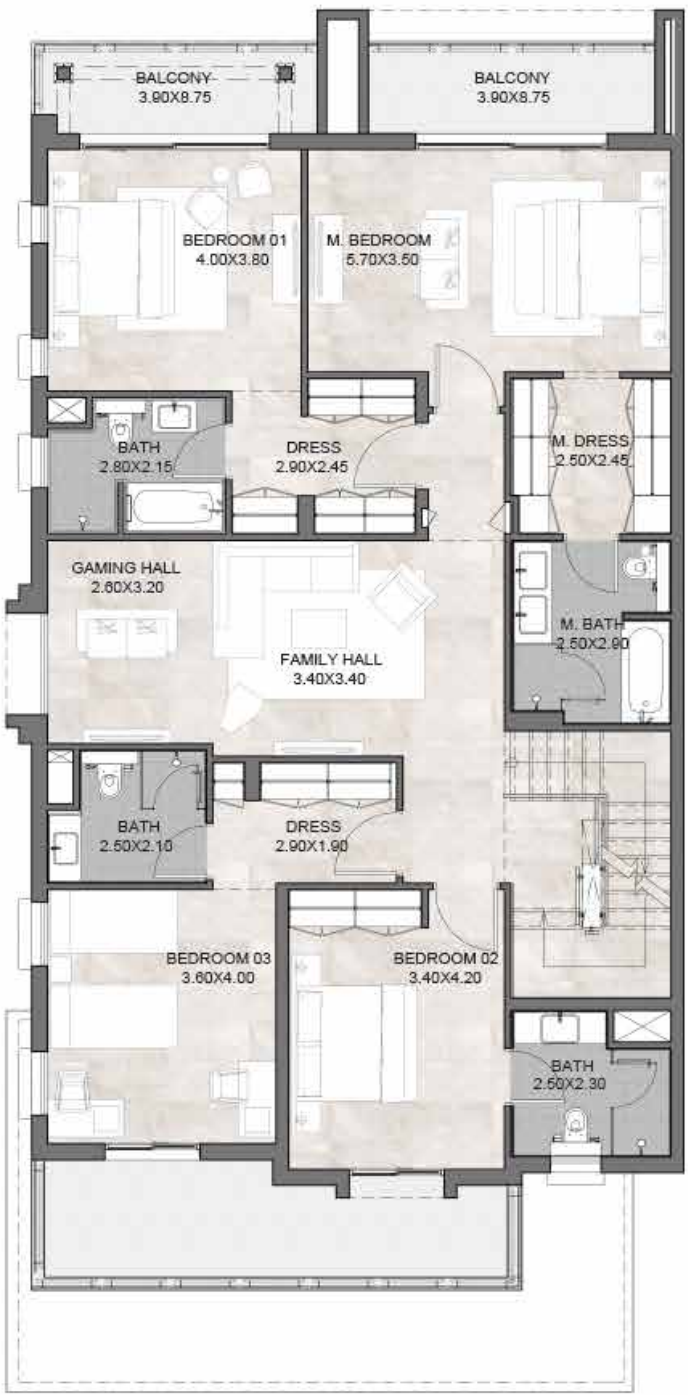 BALCONY
3.90X8.75
BALCONY
3.90X8.75
BEDROOM 01
4.00X3.80
M. BEDROOM
5.70X3.50
BATH
2.80X2.15
DRESS
2.90X2.45
M. DRESS
2.50X2.45
GAMING HALL
2.60X3.20
FAMILY HALL
3.40X3.40
M. BATH
2.50X2.90
BATH
2.50X2.10
DRESS
2.90X1.90
BEDROOM 03
3.60X4.00
BEDROOM 02
3.40X4.20
BATH
2.50X2.30